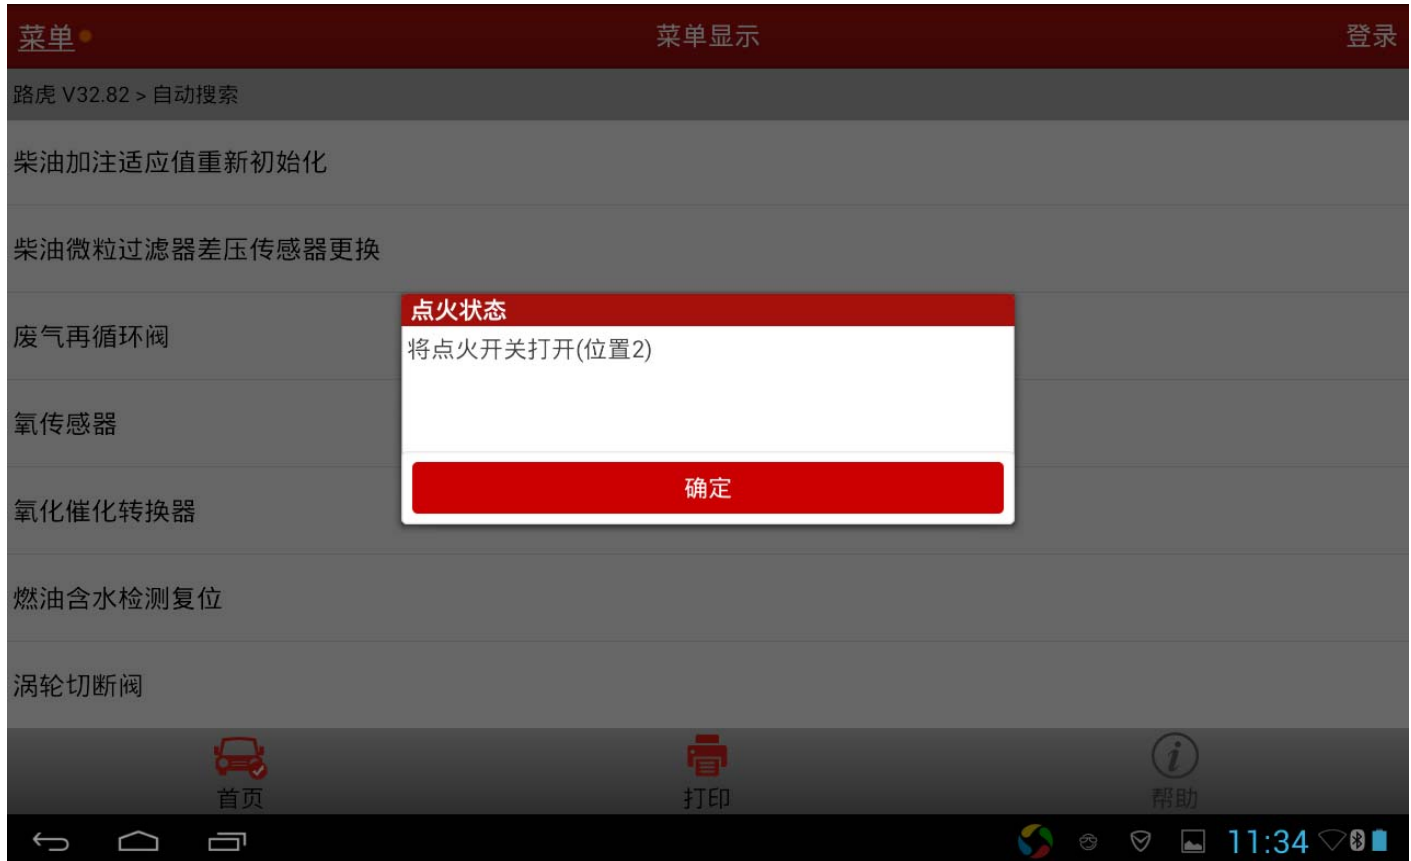 菜单
菜单显示
登录
路虎 V32.82 > 自动搜索
柴油加注适应值重新初始化
柴油微粒过滤器差压传感器更换
废气再循环阀
氧传感器
氧化催化转换器
燃油含水检测复位
涡轮切断阀
点火状态
将点火开关打开(位置2)
确定
首页
打印
帮助
11:34